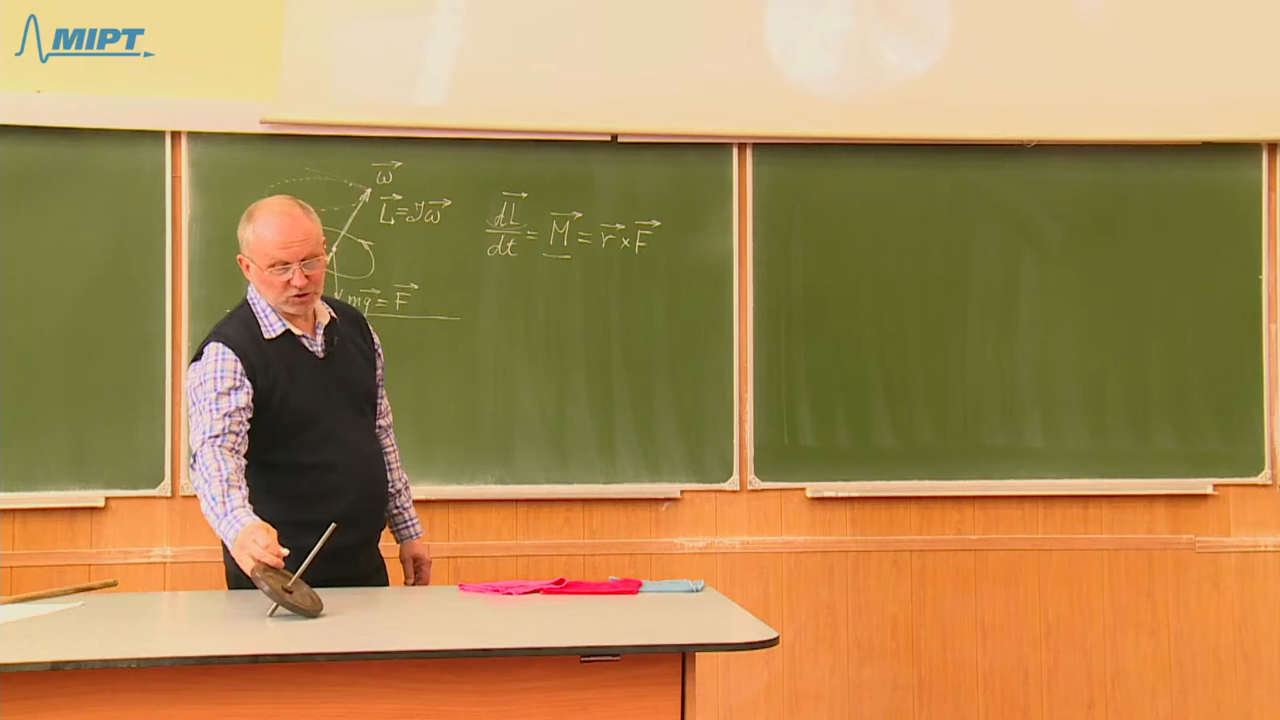 MIPT
ω⃗
L⃗ = Jω⃗
dL⃗/dt = M⃗ = r⃗ × F⃗
mg⃗ = F⃗